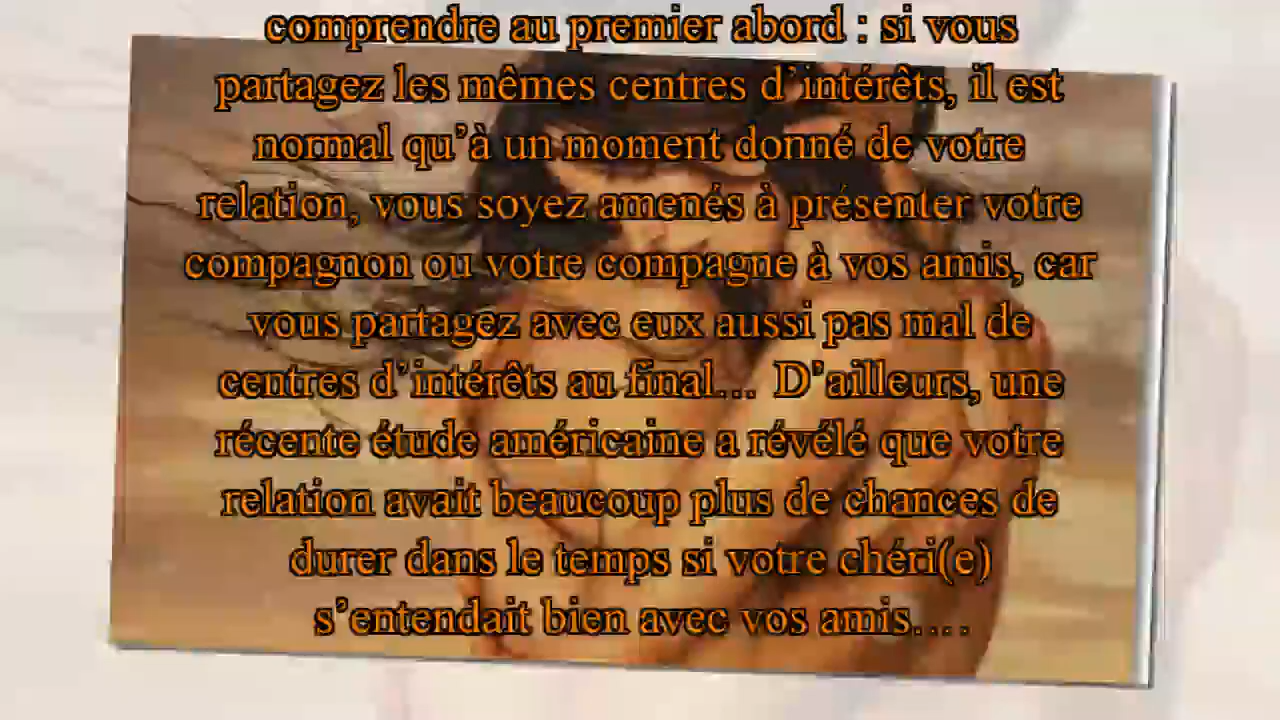 comprendre au premier abord : si vous
partagez les mêmes centres d’intérêts, il est
normal qu’à un moment donné de votre
relation, vous soyez amenés à présenter votre
compagnon ou votre compagne à vos amis, car
vous partagez avec eux aussi pas mal de
centres d’intérêts au final… D’ailleurs, une
récente étude américaine a révélé que votre
relation avait beaucoup plus de chances de
durer dans le temps si votre chéri(e)
s’entendait bien avec vos amis….